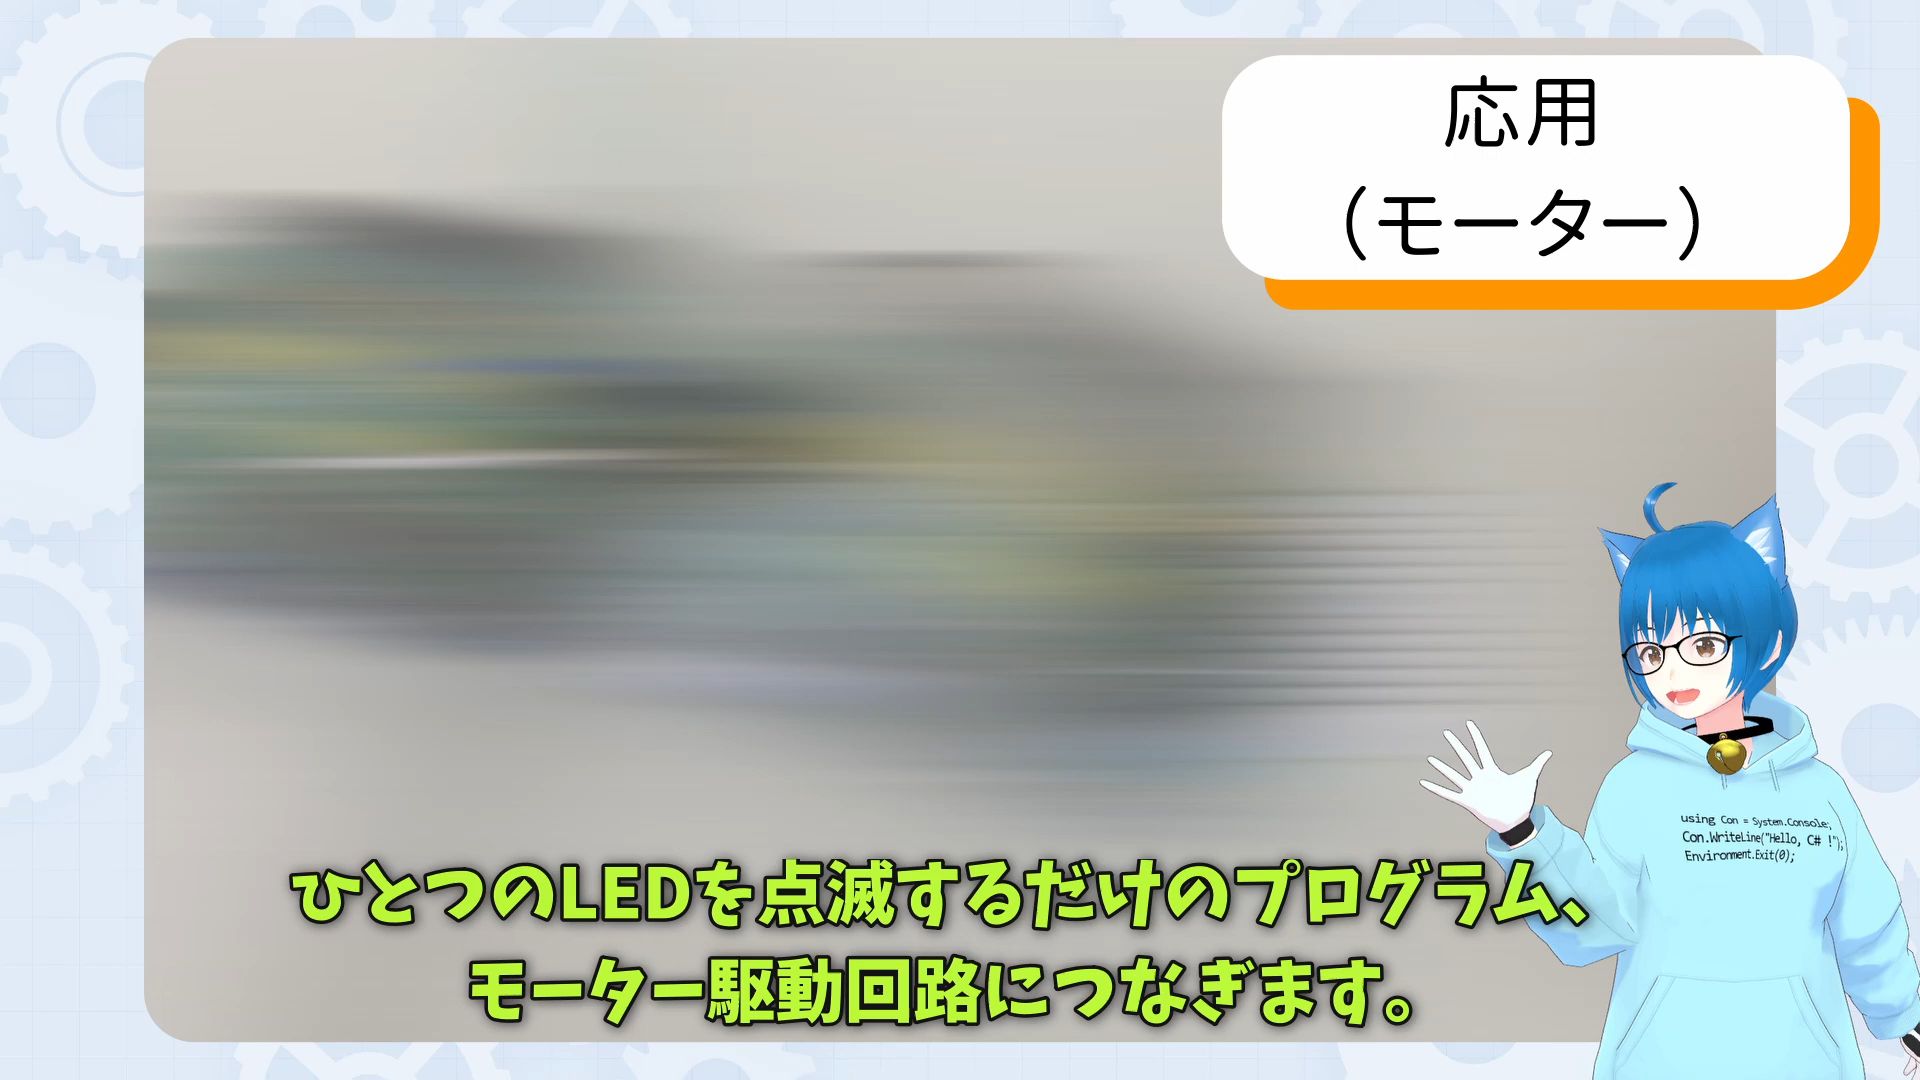 応用
（モーター）
using Con = System.Console;
Con.WriteLine("Hello, C# !");
Environment.Exit(0);
ひとつのLEDを点滅するだけのプログラム、
モーター駆動回路につなぎます。